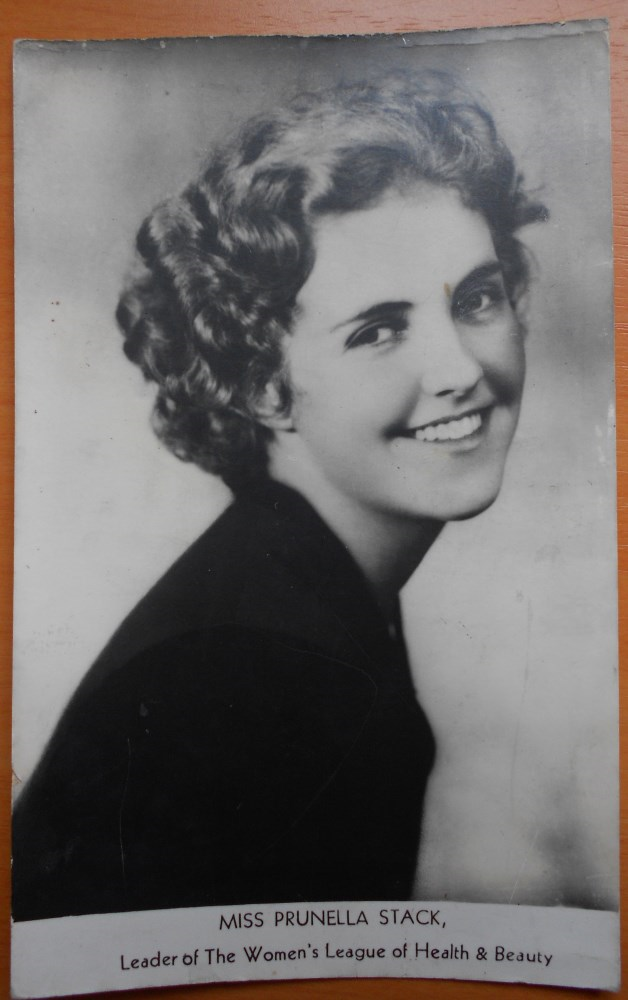 MISS PRUNELLA STACK,
Leader of The Women's League of Health & Beauty